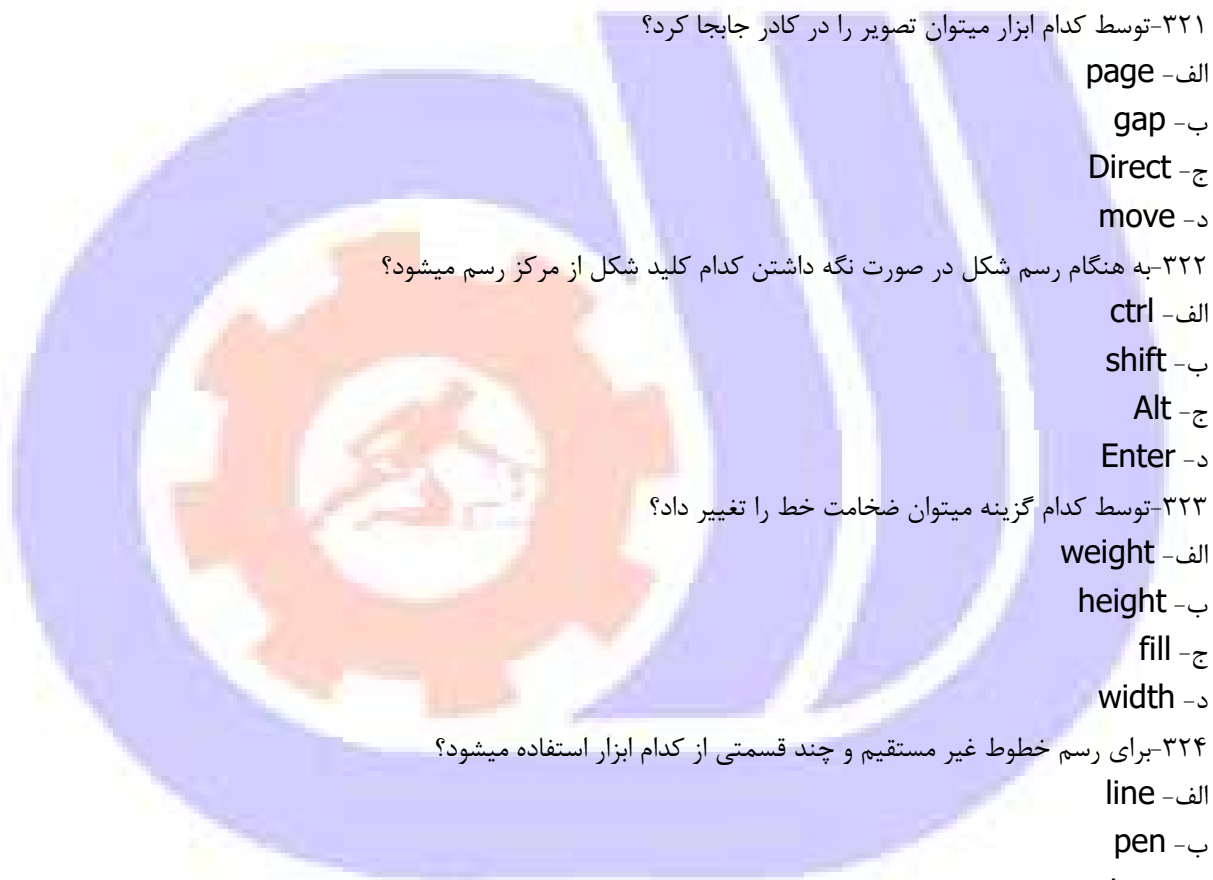 ۳۲۱-توسط کدام ابزار میتوان تصویر را در کادر جابجا کرد؟
الف- page
ب- gap
ج- Direct
د- move
۳۲۲-به هنگام رسم شکل در صورت نگه داشتن کدام کلید شکل از مرکز رسم میشود؟
الف- ctrl
ب- shift
ج- Alt
د- Enter
۳۲۳-توسط کدام گزینه میتوان ضخامت خط را تغییر داد؟
الف- weight
ب- height
ج- fill
د- width
۳۲۴-برای رسم خطوط غیر مستقیم و چند قسمتی از کدام ابزار استفاده میشود؟
الف- line
ب- pen